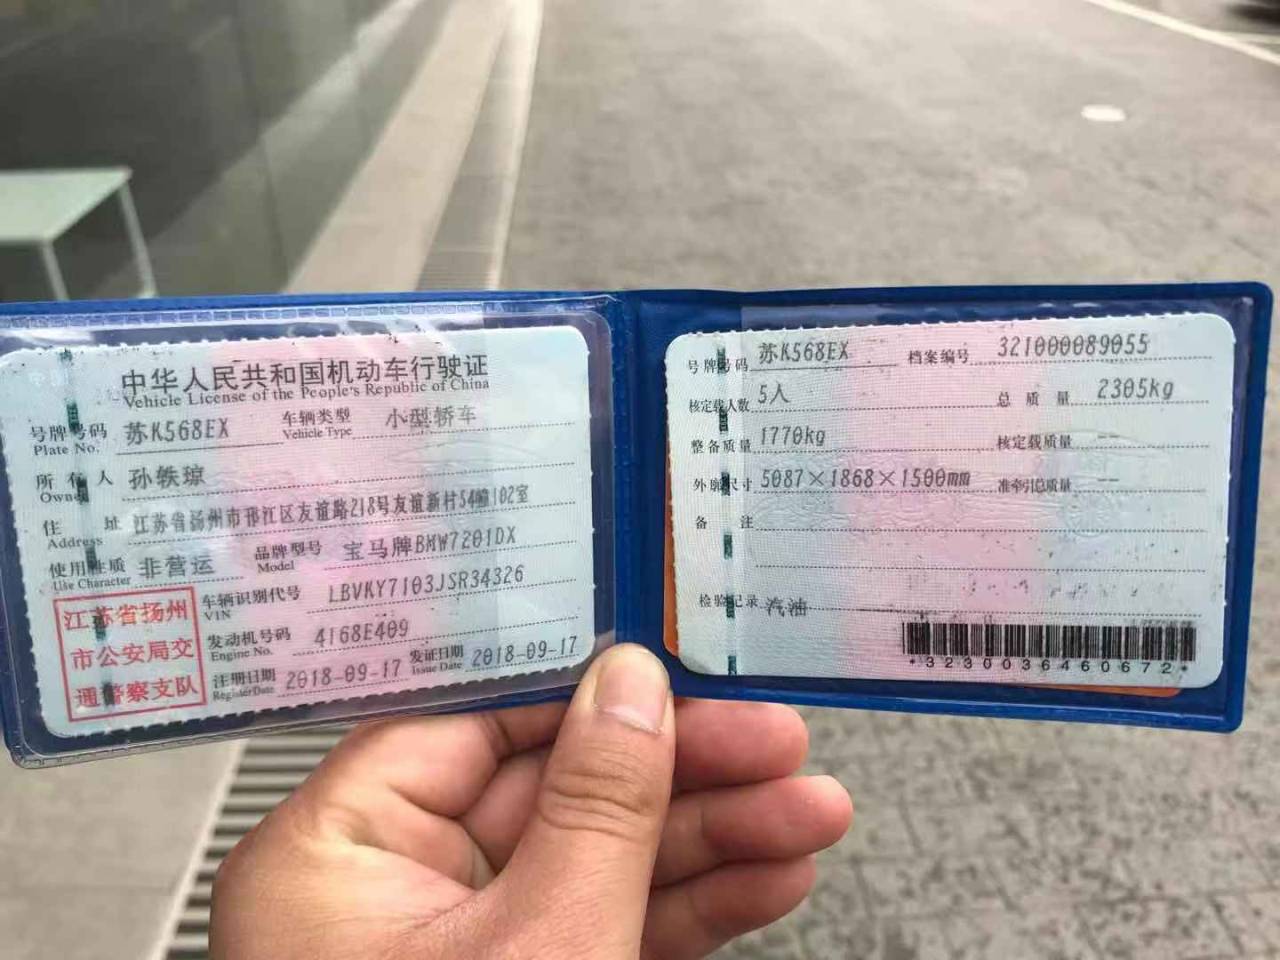 中华人民共和国机动车行驶证
Vehicle License of the People's Republic of China
号牌号码 苏K568EX 车辆类型 小型轿车
Plate No. Vehicle Type
所有人 孙轶琼
Owner
住址 江苏省扬州市邗江区友谊路218号友谊新村54幢102室
Address
使用性质 非营运 品牌型号 宝马牌BMW7201DX
Use Character Model
江苏省扬州
市公安局交
通警察支队
车辆识别代号 LBVKY7103JSR34326
VIN
发动机号码 4168E409
Engine No.
注册日期 2018-09-17 发证日期 2018-09-17
Register Date Issue Date
号牌号码 苏K568EX 档案编号 321000089055
核定载人数 5人 总质量 2305kg
整备质量 1770kg 核定载质量 --
外廓尺寸 5087×1868×1500mm 准牵引总质量 --
备注
检验记录 汽油
*3230036460672*